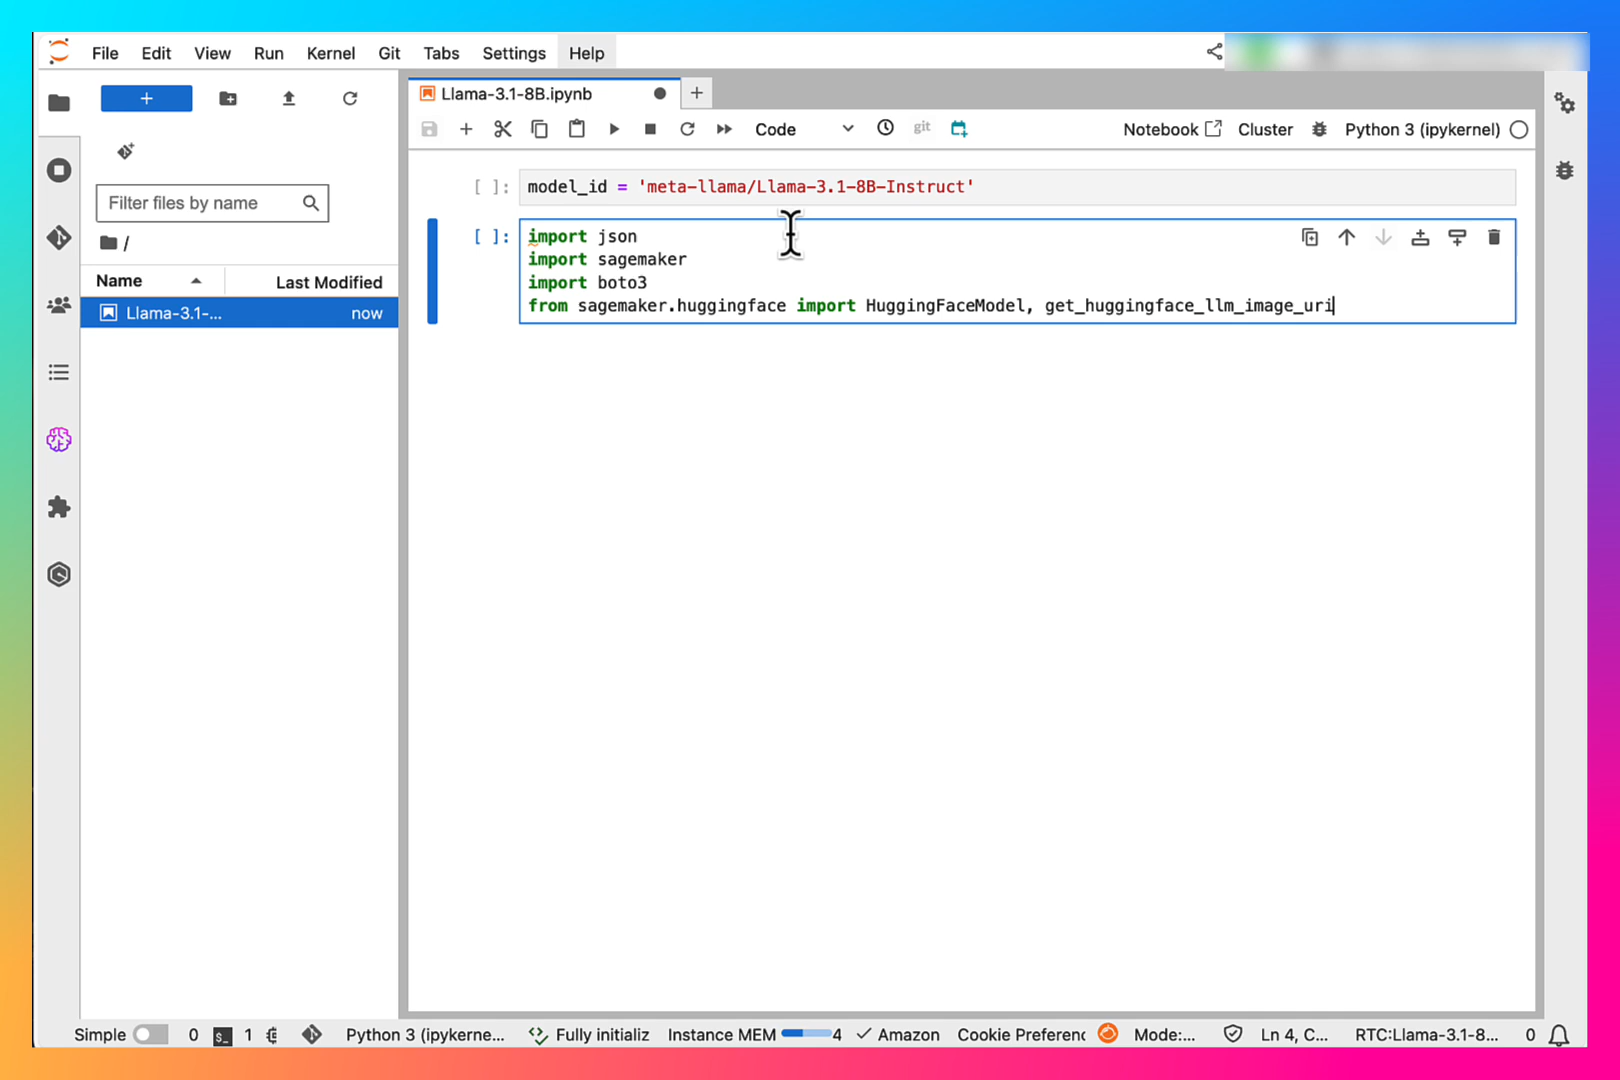 File Edit View Run Kernel Git Tabs Settings Help
Llama-3.1-8B.ipynb
Code
git
Notebook
Cluster
Python 3 (ipykernel)
Filter files by name
/
Name
Last Modified
Llama-3.1-...
now
[ ]: model_id = 'meta-llama/Llama-3.1-8B-Instruct'
[ ]: import json
import sagemaker
import boto3
from sagemaker.huggingface import HuggingFaceModel, get_huggingface_llm_image_uri
Simple 0 $_ 1 Python 3 (ipykerne... Fully initializ Instance MEM 4 Amazon Cookie Preferenc Mode:... Ln 4, C... RTC:Llama-3.1-8... 0